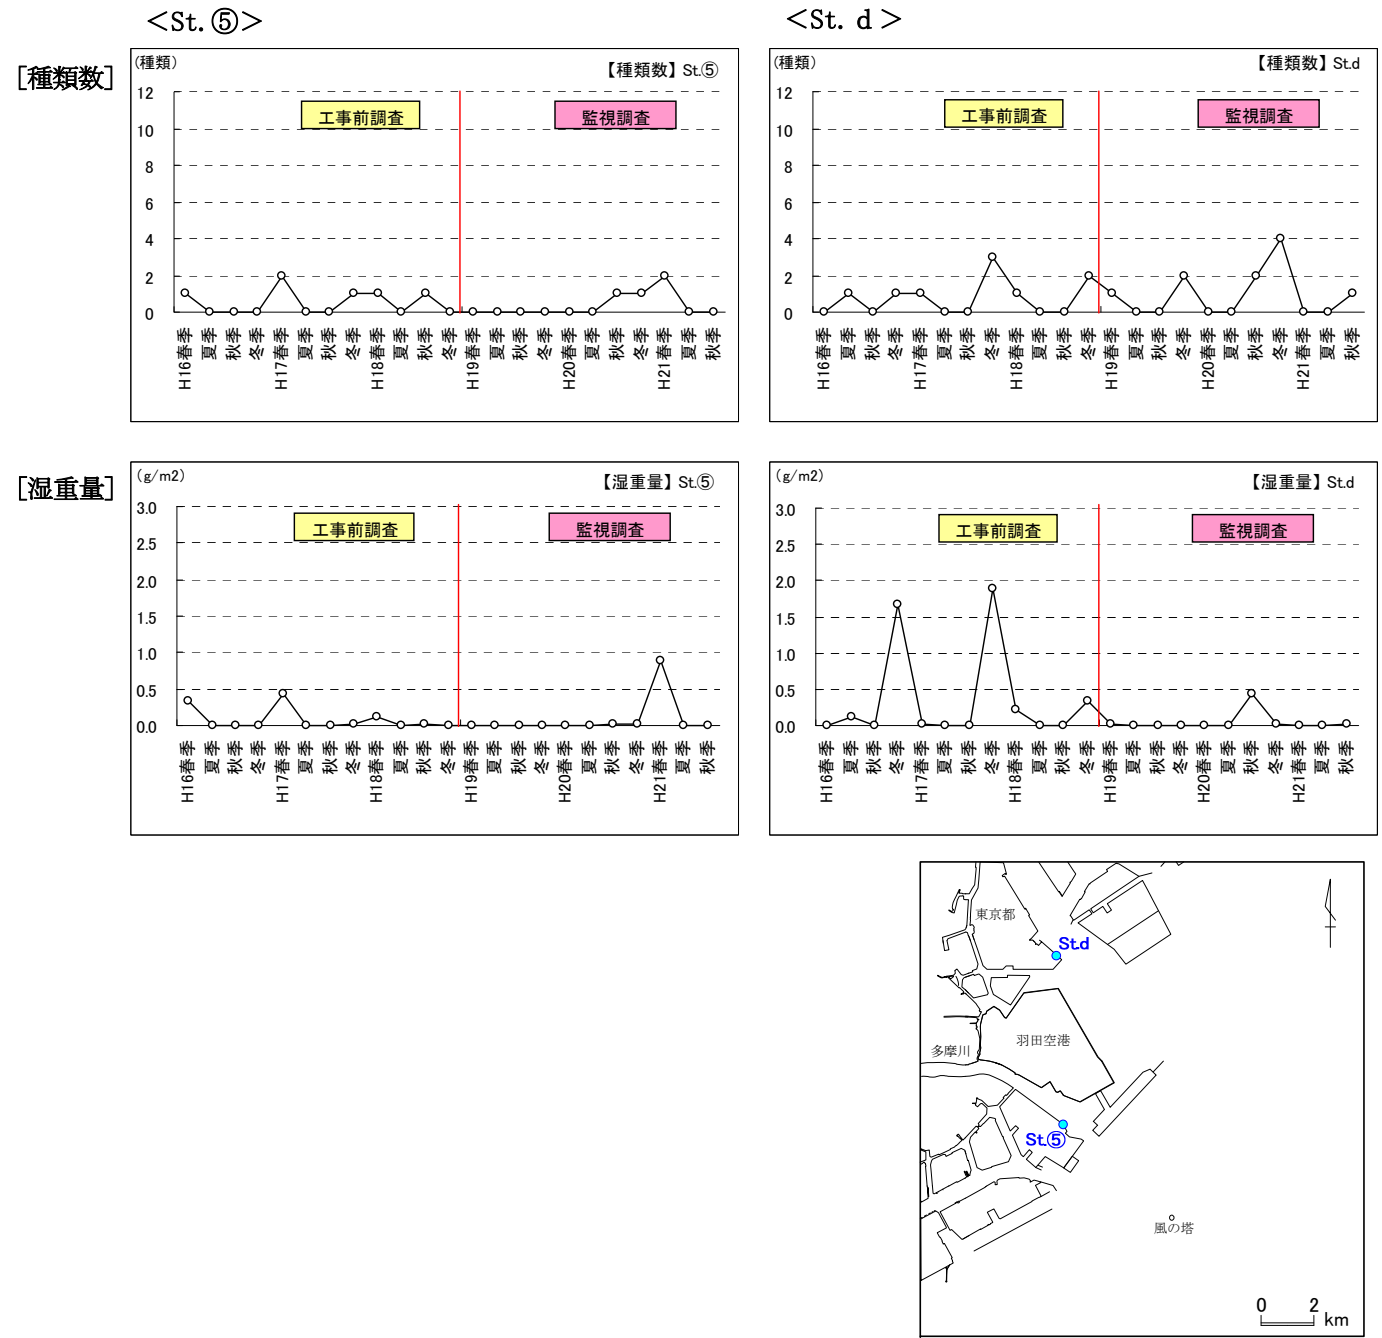 ＜St.⑤＞
＜St. d＞
[種類数]
(種類)
【種類数】St.⑤
工事前調査
監視調査
12
10
8
6
4
2
0
H16春季 夏季 秋季 冬季 H17春季 夏季 秋季 冬季 H18春季 夏季 秋季 冬季 H19春季 夏季 秋季 冬季 H20春季 夏季 秋季 冬季 H21春季 夏季 秋季
(種類)
【種類数】St.d
工事前調査
監視調査
12
10
8
6
4
2
0
H16春季 夏季 秋季 冬季 H17春季 夏季 秋季 冬季 H18春季 夏季 秋季 冬季 H19春季 夏季 秋季 冬季 H20春季 夏季 秋季 冬季 H21春季 夏季 秋季
[湿重量]
(g/m2)
【湿重量】St.⑤
工事前調査
監視調査
3.0
2.5
2.0
1.5
1.0
0.5
0.0
H16春季 夏季 秋季 冬季 H17春季 夏季 秋季 冬季 H18春季 夏季 秋季 冬季 H19春季 夏季 秋季 冬季 H20春季 夏季 秋季 冬季 H21春季 夏季 秋季
(g/m2)
【湿重量】St.d
工事前調査
監視調査
3.0
2.5
2.0
1.5
1.0
0.5
0.0
H16春季 夏季 秋季 冬季 H17春季 夏季 秋季 冬季 H18春季 夏季 秋季 冬季 H19春季 夏季 秋季 冬季 H20春季 夏季 秋季 冬季 H21春季 夏季 秋季
東京都
St.d
羽田空港
多摩川
St.⑤
風の塔
0 2 km